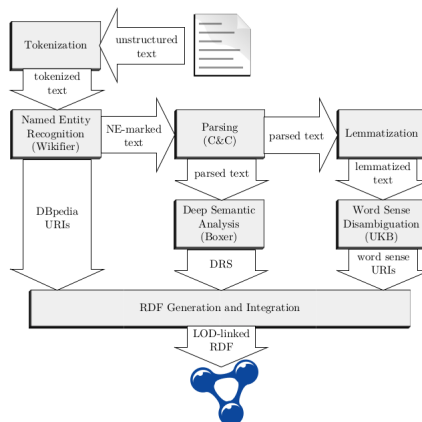 Tokenization
unstructured
text
tokenized
text
Named Entity
Recognition
(Wikifier)
NE-marked
text
Parsing
(C&C)
parsed text
Lemmatization
parsed text
lemmatized
text
DBpedia
URIs
Deep Semantic
Analysis
(Boxer)
Word Sense
Disambiguation
(UKB)
DRS
word sense
URIs
RDF Generation and Integration
LOD-linked
RDF